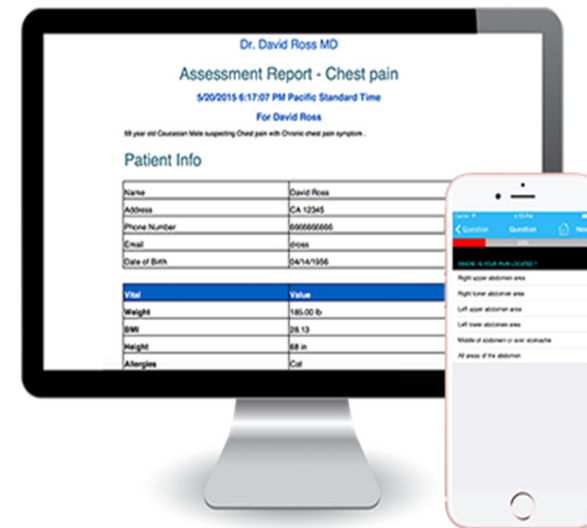 Dr. David Ross MD
Assessment Report - Chest pain
5/20/2015 6:17:07 PM Pacific Standard Time
For David Ross
59 year old Caucasian Male suspecting Chest pain with Chronic chest pain symptom .
Patient Info
Name David Ross
Address CA 12345
Phone Number 6666666666
Email dross
Date of Birth 04/14/1956
Vital Value
Weight 185.00 lb
BMI 28.13
Height 68 in
Allergies Cat
Question Question
WHERE IS YOUR PAIN LOCATED?
Right upper abdomen area
Right lower abdomen area
Left upper abdomen area
Left lower abdomen area
Middle of abdomen or over stomache
All areas of the abdomen